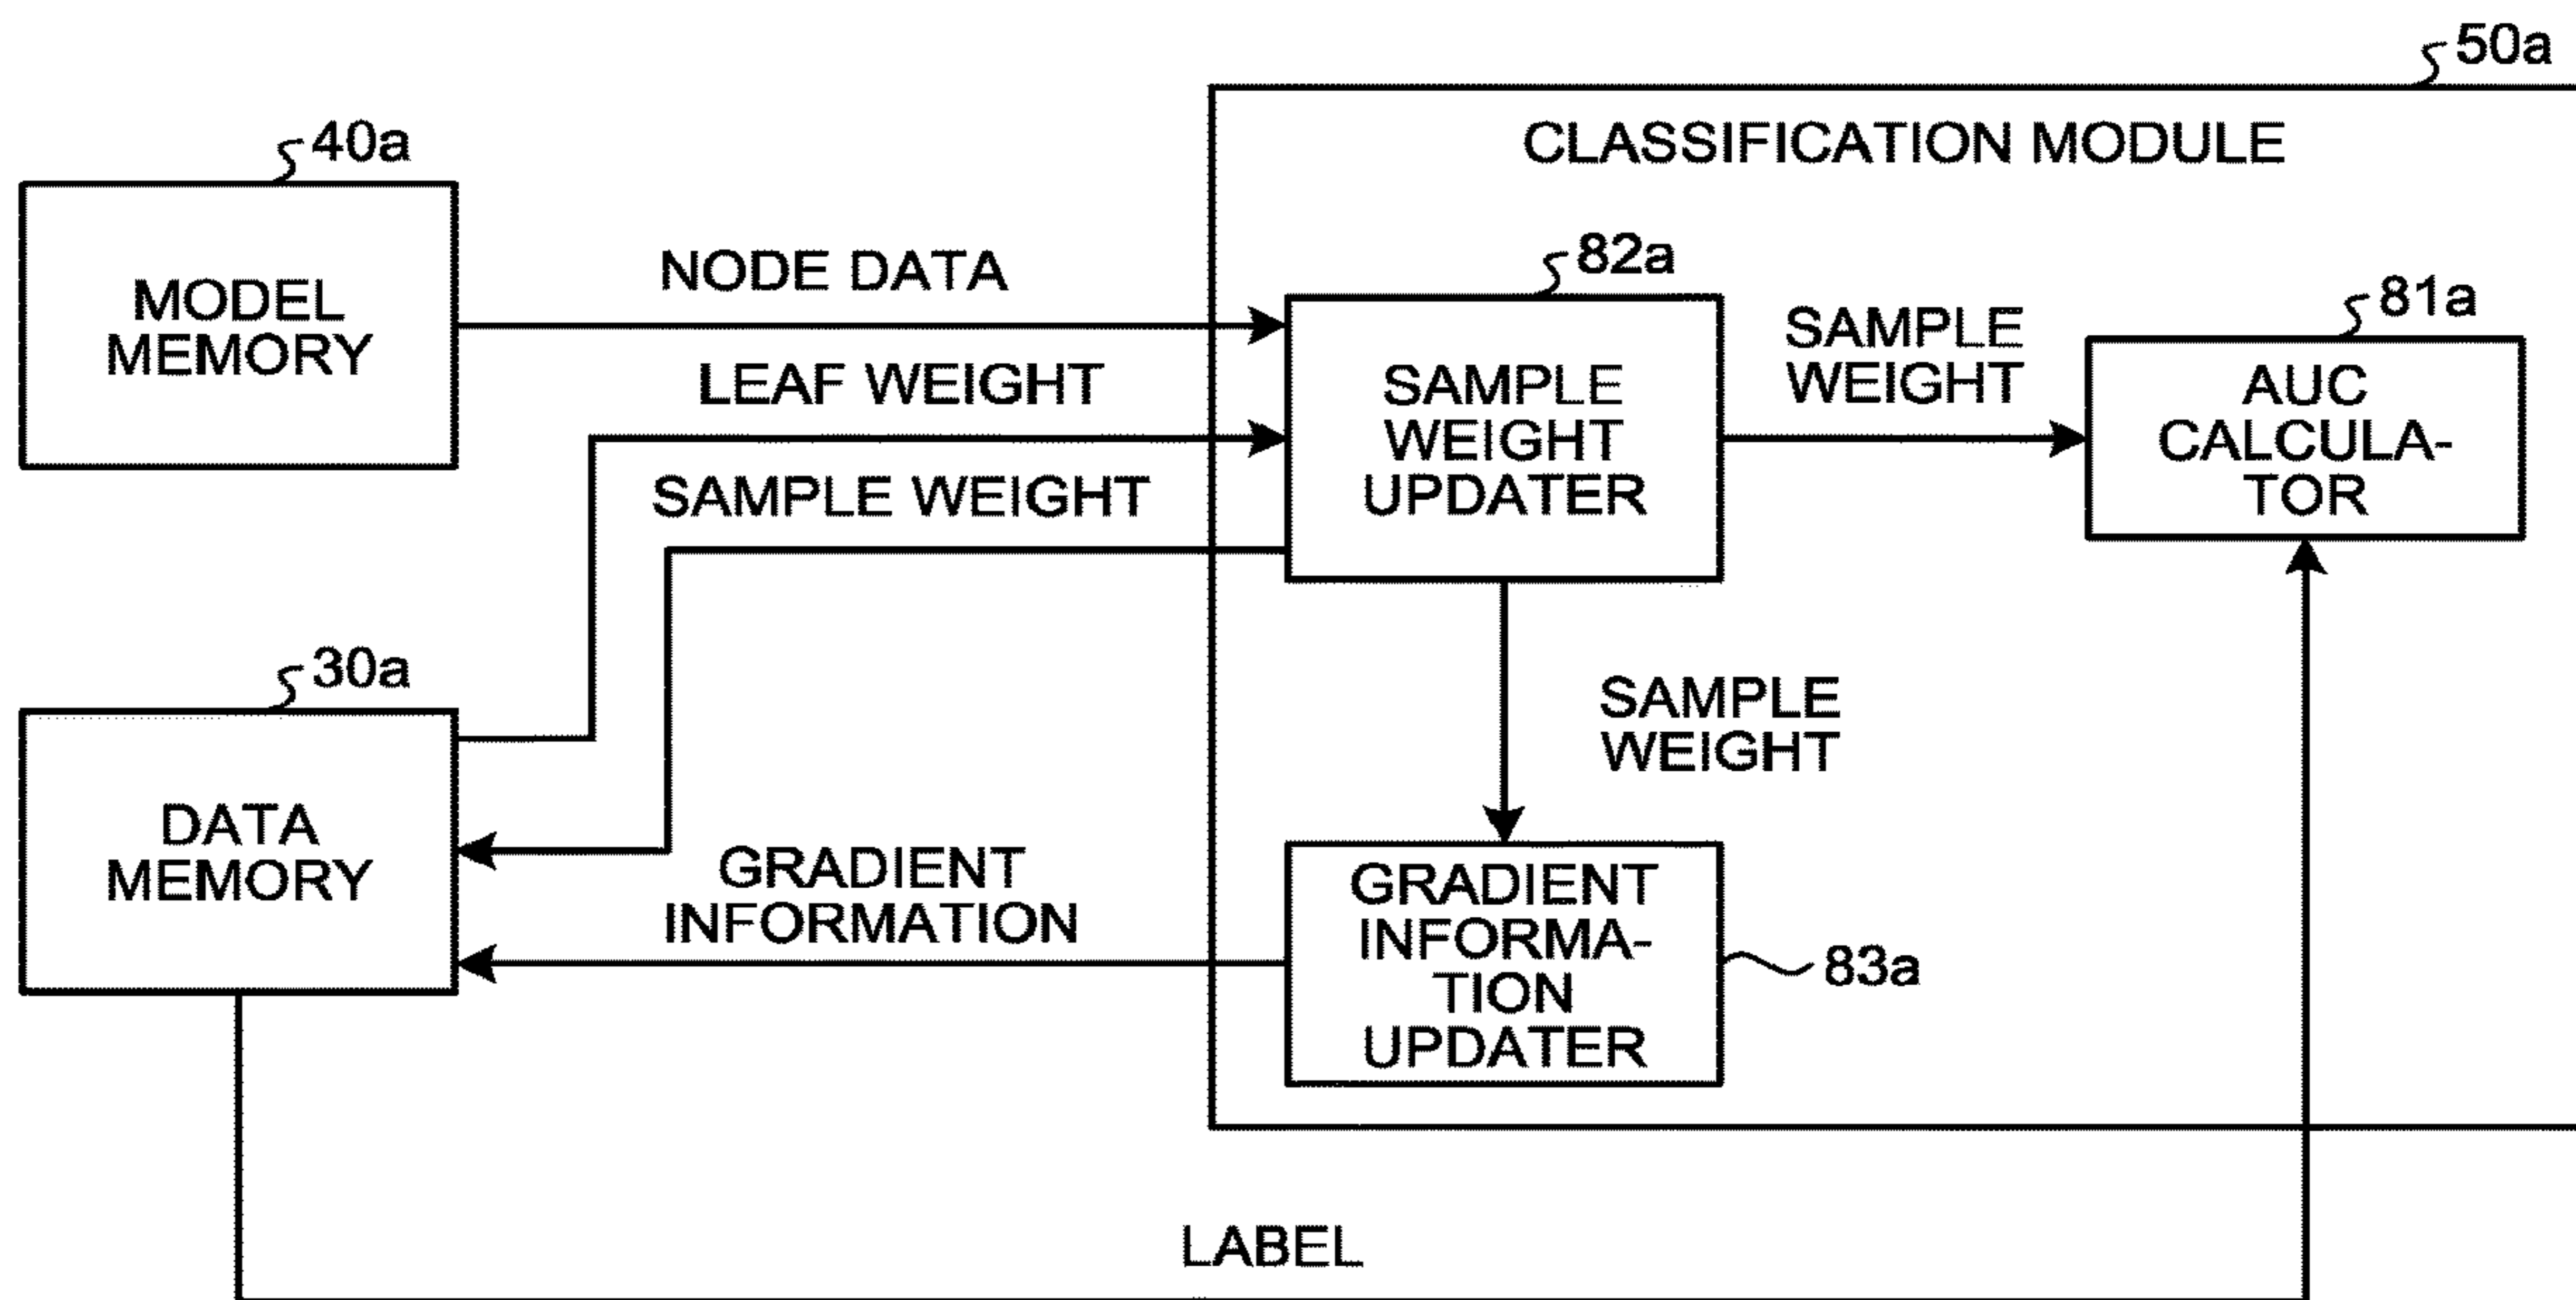 50a
CLASSIFICATION MODULE
40a
MODEL
MEMORY
NODE DATA
LEAF WEIGHT
SAMPLE WEIGHT
82a
SAMPLE
WEIGHT
UPDATER
SAMPLE
WEIGHT
81a
AUC
CALCULA-
TOR
30a
DATA
MEMORY
SAMPLE
WEIGHT
GRADIENT
INFORMATION
GRADIENT
INFORMA-
TION
UPDATER
83a
LABEL